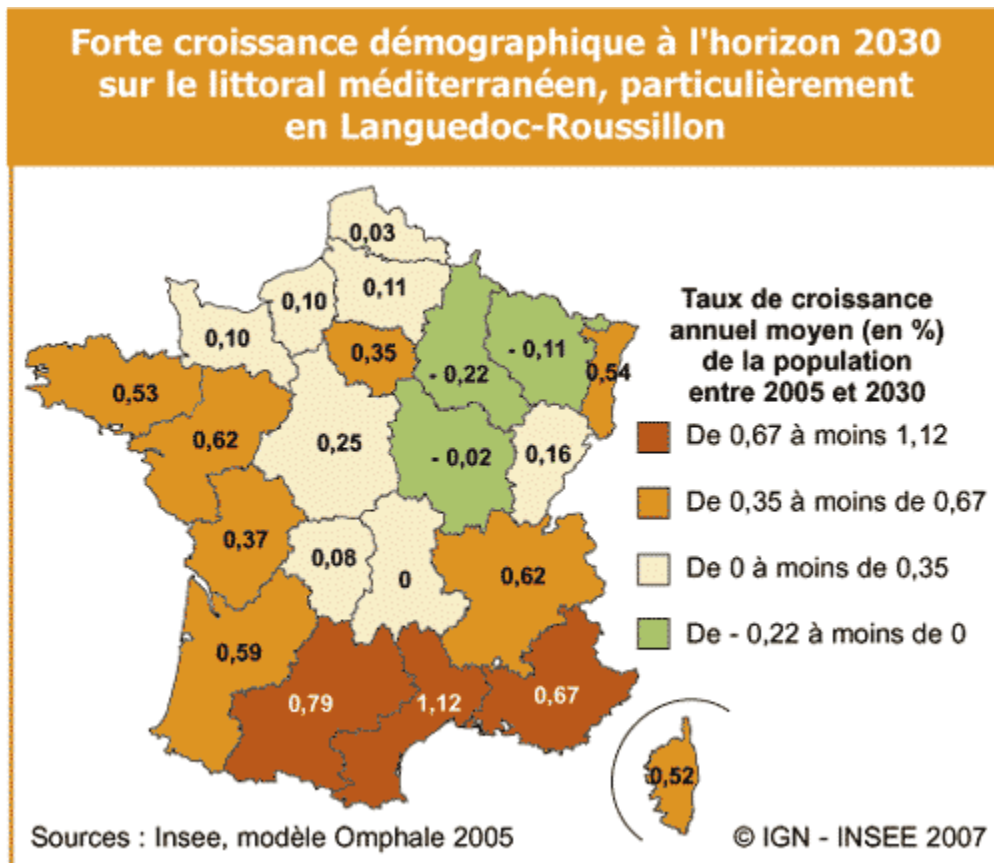 Forte croissance démographique à l'horizon 2030
sur le littoral méditerranéen, particulièrement
en Languedoc-Roussillon
0,03
0,11
0,10
0,10
0,35
- 0,22
- 0,11
0,54
0,53
0,62
0,25
- 0,02
0,16
0,37
0,08
0
0,62
0,59
0,79
1,12
0,67
0,52
Taux de croissance
annuel moyen (en %)
de la population
entre 2005 et 2030
De 0,67 à moins 1,12
De 0,35 à moins de 0,67
De 0 à moins de 0,35
De - 0,22 à moins de 0
Sources : Insee, modèle Omphale 2005
© IGN - INSEE 2007